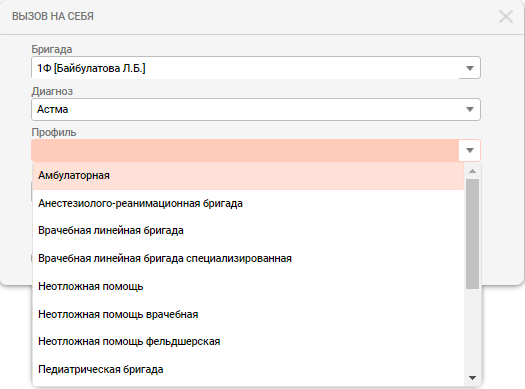 ВЫЗОВ НА СЕБЯ
Бригада
1Ф [Байбулатова Л.Б.]
Диагноз
Астма
Профиль
Амбулаторная
Анестезиолого-реанимационная бригада
Врачебная линейная бригада
Врачебная линейная бригада специализированная
Неотложная помощь
Неотложная помощь врачебная
Неотложная помощь фельдшерская
Педиатрическая бригада